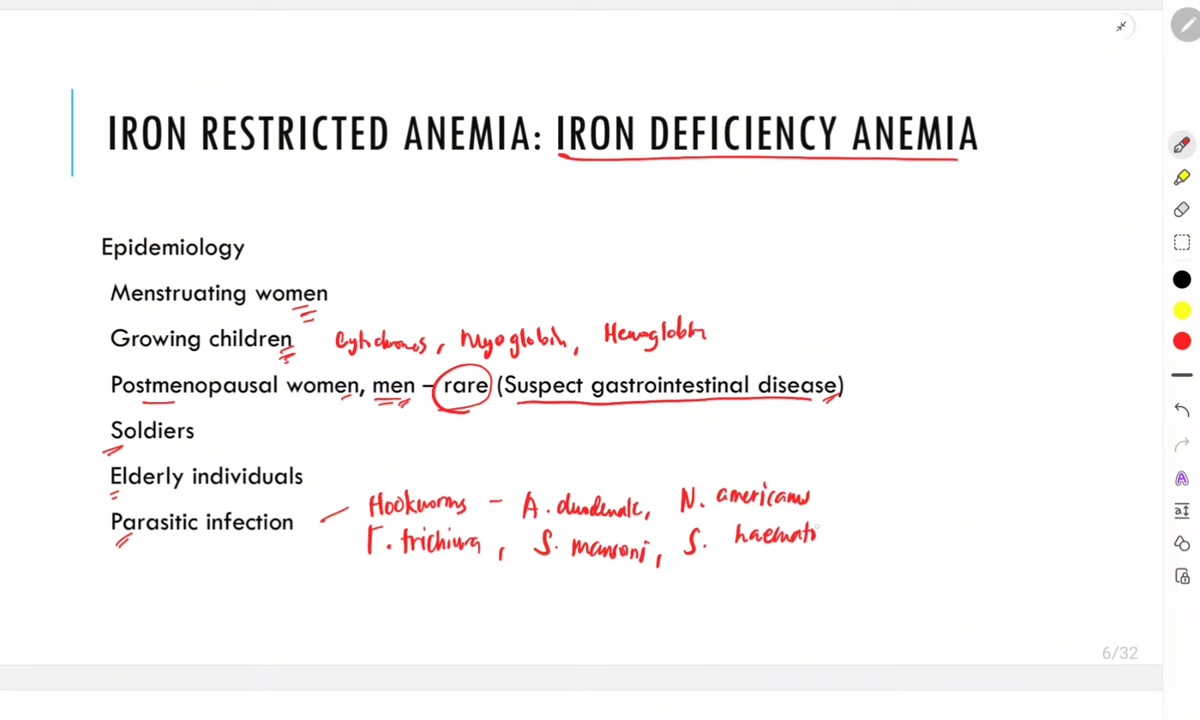 IRON RESTRICTED ANEMIA: IRON DEFICIENCY ANEMIA
Epidemiology
Menstruating women
Growing children Cytochromes, Myoglobin, Hemoglobin
Postmenopausal women, men – rare (Suspect gastrointestinal disease)
Soldiers
Elderly individuals
Parasitic infection – Hookworms – A. duodenale, N. americanus
T. trichiura, S. mansoni, S. haemato
6/32